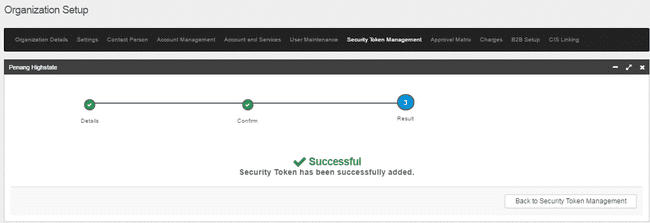 Organization Setup
Organization Details Settings Contact Person Account Management Account and Services User Maintenance Security Token Management Approval Matrix Charges B2B Setup CIS Linking
Penang Highstate
3
Details Confirm Result
Successful
Security Token has been successfully added.
Back to Security Token Management